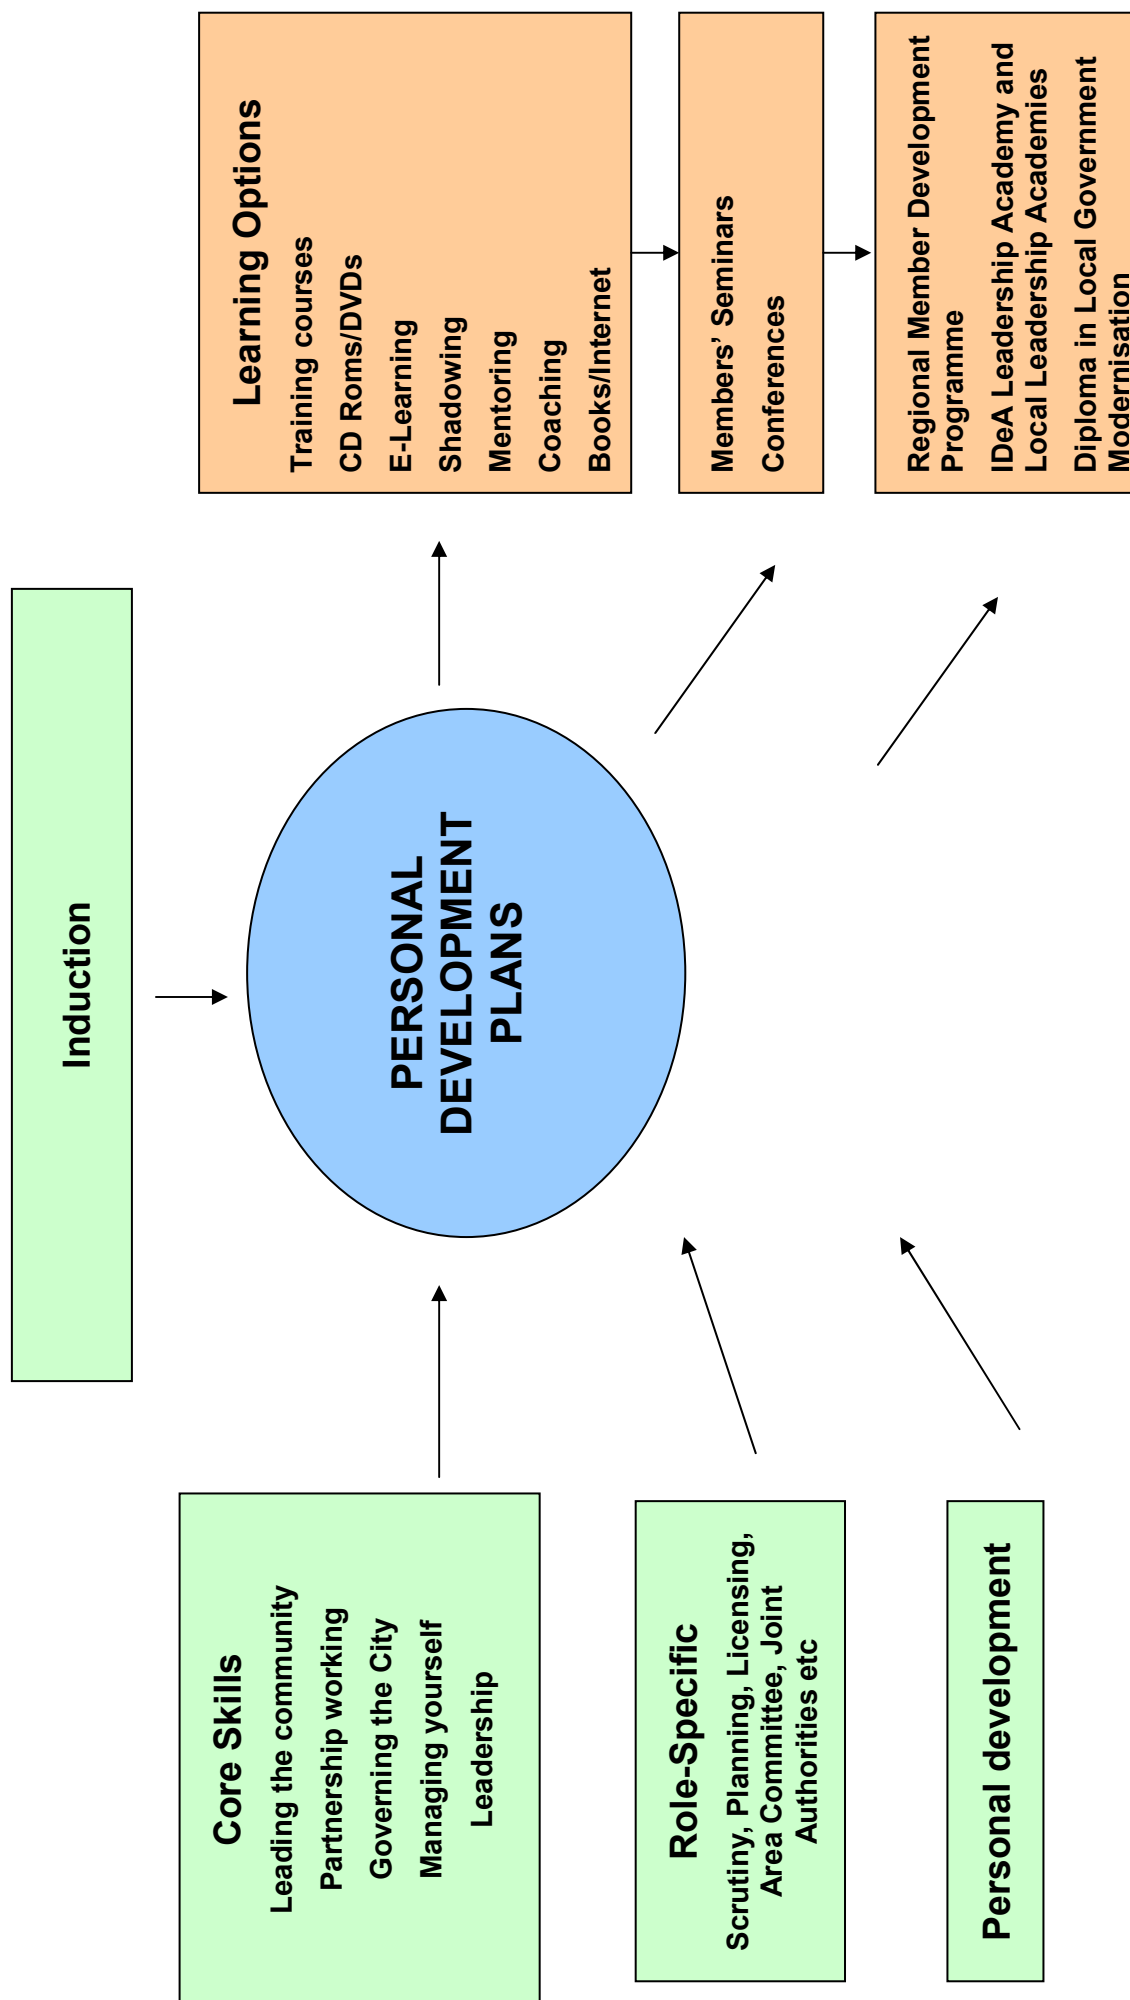 Induction
Core Skills
Leading the community
Partnership working
Governing the City
Managing yourself
Leadership
Role-Specific
Scrutiny, Planning, Licensing,
Area Committee, Joint
Authorities etc
Personal development
PERSONAL
DEVELOPMENT
PLANS
Learning Options
Training courses
CD Roms/DVDs
E-Learning
Shadowing
Mentoring
Coaching
Books/Internet
Members’ Seminars
Conferences
Regional Member Development
Programme
IDeA Leadership Academy and
Local Leadership Academies
Diploma in Local Government
Modernisation